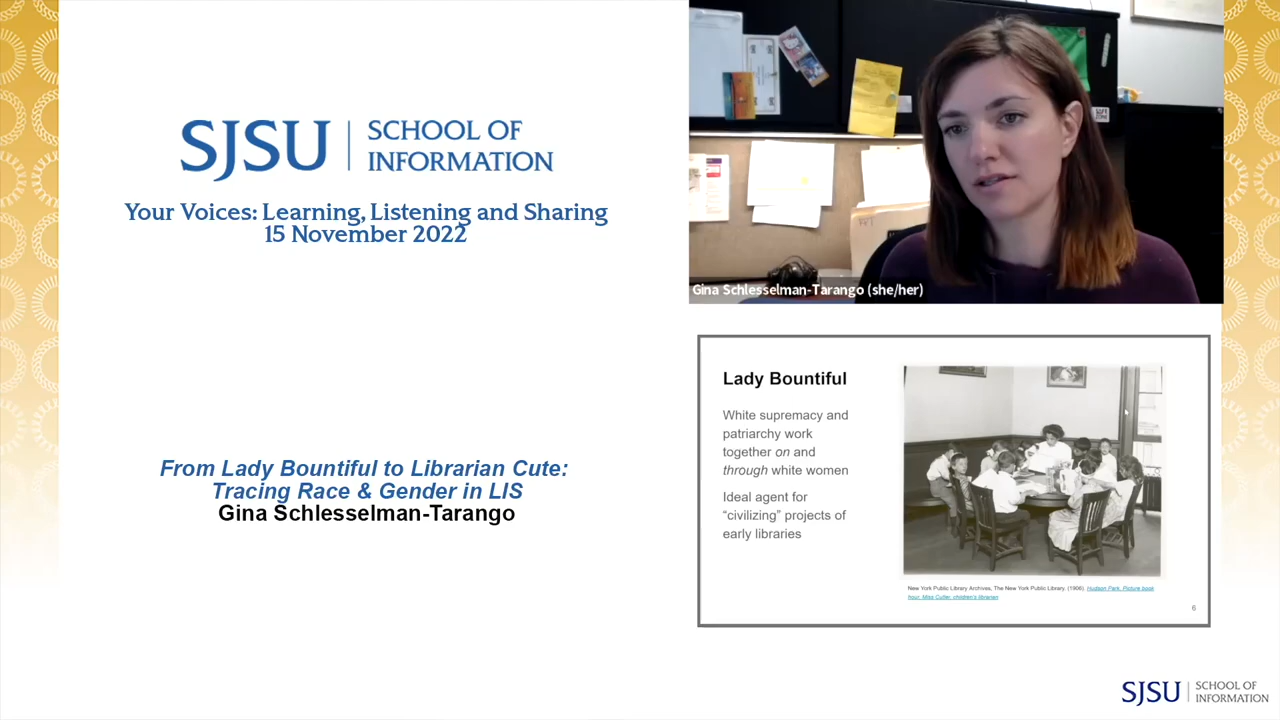 SJSU | SCHOOL OF
INFORMATION
Your Voices: Learning, Listening and Sharing
15 November 2022
From Lady Bountiful to Librarian Cute:
Tracing Race & Gender in LIS
Gina Schlesselman-Tarango
Gina Schlesselman-Tarango (she/her)
Lady Bountiful
White supremacy and
patriarchy work
together on and
through white women
Ideal agent for
“civilizing” projects of
early libraries
New York Public Library Archives, The New York Public Library. (1906). Hudson Park, Picture book
hour, Miss Cutler, children's librarian
6
SJSU | SCHOOL OF
INFORMATION